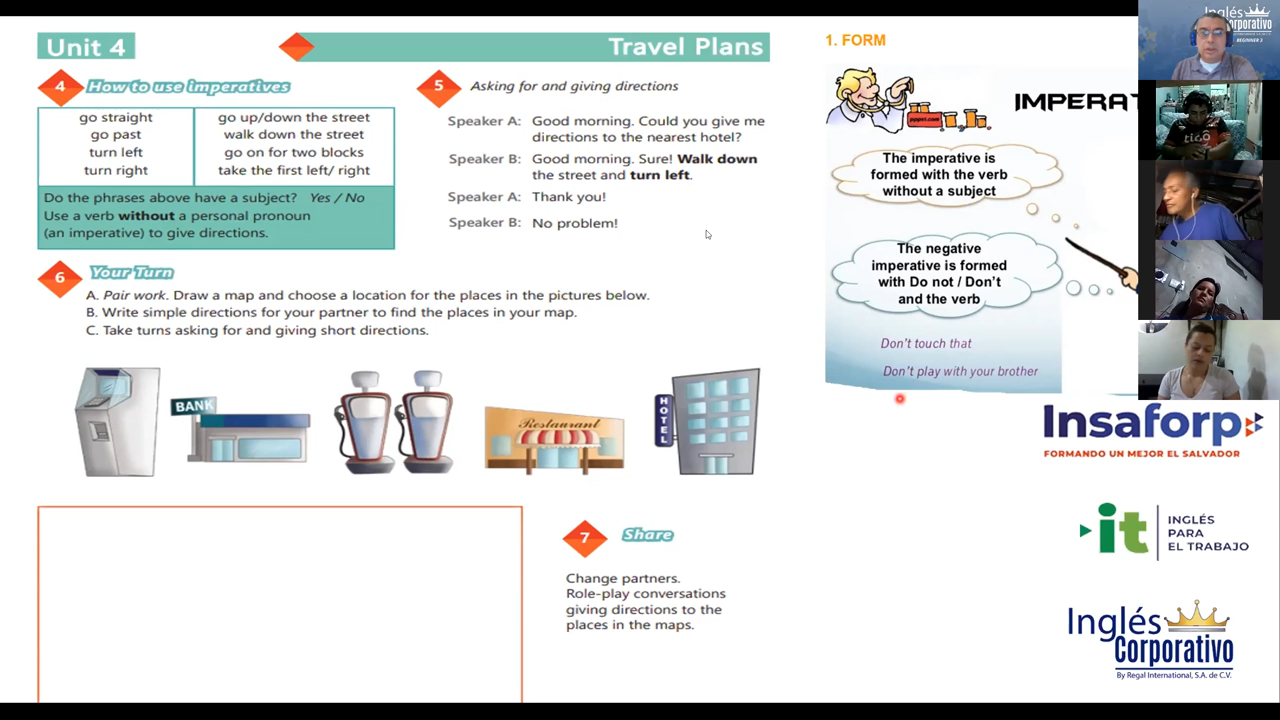 Unit 4
Travel Plans
4
How to use imperatives
go straight
go past
turn left
turn right
go up/down the street
walk down the street
go on for two blocks
take the first left/ right
Do the phrases above have a subject? Yes / No
Use a verb without a personal pronoun
(an imperative) to give directions.
5
Asking for and giving directions
Speaker A: Good morning. Could you give me
directions to the nearest hotel?
Speaker B: Good morning. Sure! Walk down
the street and turn left.
Speaker A: Thank you!
Speaker B: No problem!
6
Your Turn
A. Pair work. Draw a map and choose a location for the places in the pictures below.
B. Write simple directions for your partner to find the places in your map.
C. Take turns asking for and giving short directions.
BANK
Restaurant
HOTEL
7
Share
Change partners.
Role-play conversations
giving directions to the
places in the maps.
1. FORM
IMPERAT
pppst.com
The imperative is
formed with the verb
without a subject
The negative
imperative is formed
with Do not / Don't
and the verb
Don't touch that
Don't play with your brother
Inglés
Corporativo
BEGINNER 3
tigo
Insaforp
FORMANDO UN MEJOR EL SALVADOR
it
INGLÉS
PARA
EL TRABAJO
Inglés
Corporativo
By Regal International, S.A. de C.V.